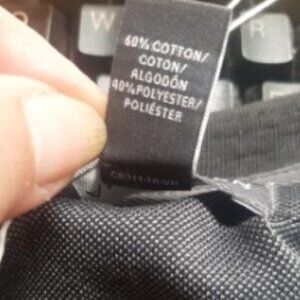 W
R
60% COTTON/
COTON/
ALGODÓN
40% POLYESTER/
POLIÉSTER